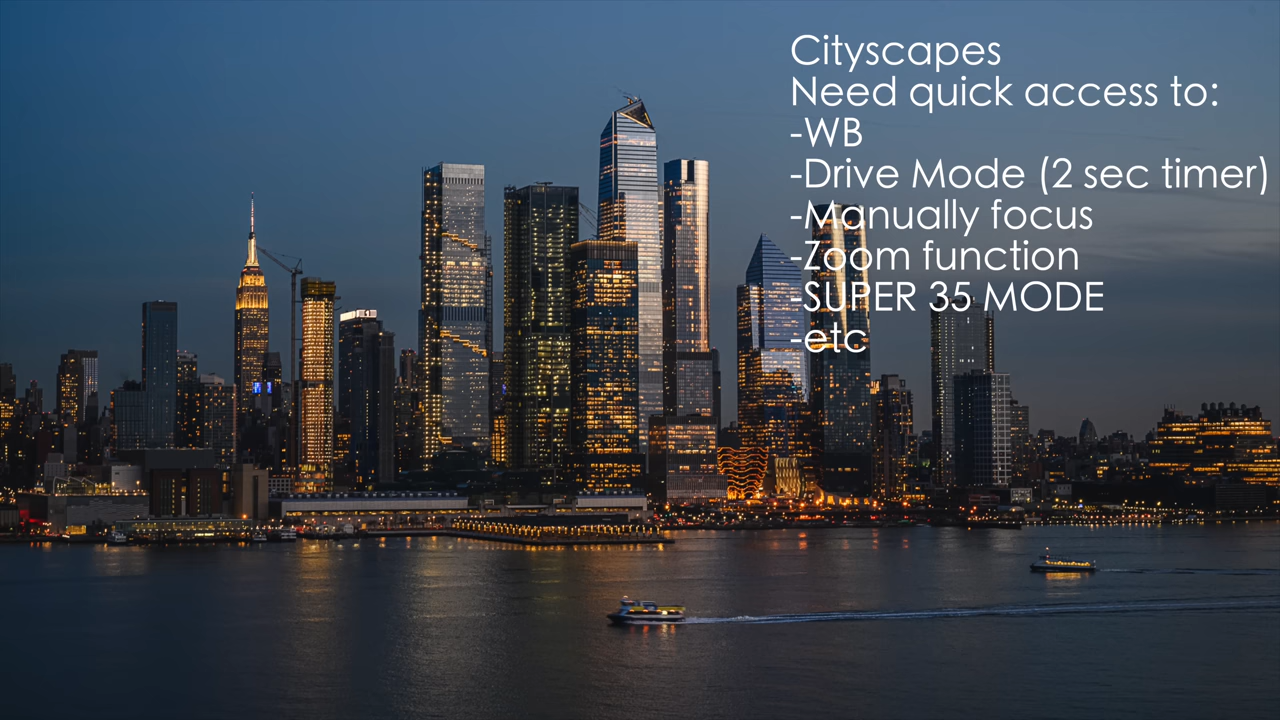 Cityscapes
Need quick access to:
-WB
-Drive Mode (2 sec timer)
-Manually focus
-Zoom function
-SUPER 35 MODE
-etc